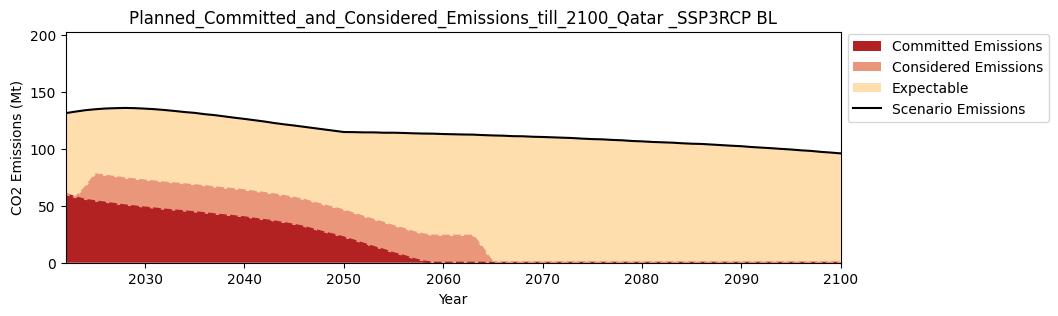 Planned_Committed_and_Considered_Emissions_till_2100_Qatar _SSP3RCP BL
CO2 Emissions (Mt)
200
150
100
50
0
2030 2040 2050 2060 2070 2080 2090 2100
Year
Committed Emissions
Considered Emissions
Expectable
Scenario Emissions